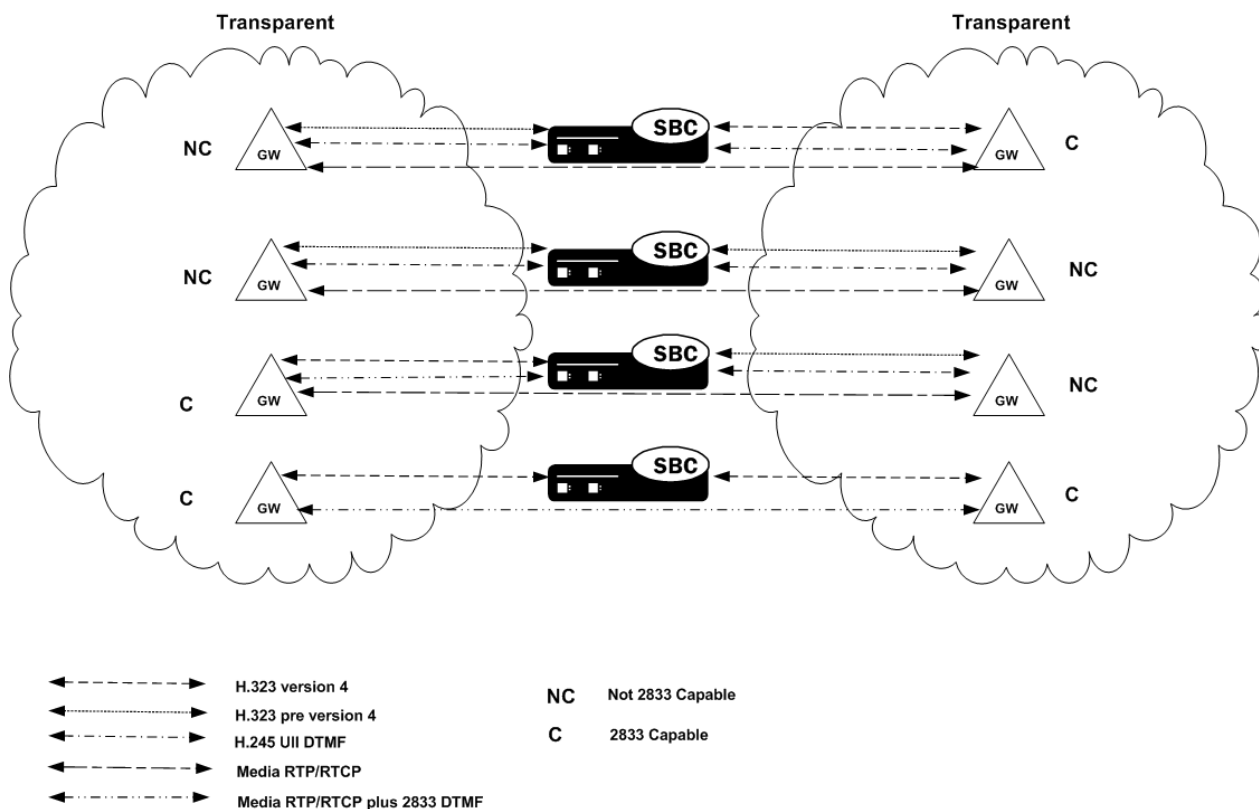 Transparent Transparent
SBC
NC GW GW C
SBC
NC GW GW NC
SBC
C GW GW NC
SBC
C GW GW C
H.323 version 4
H.323 pre version 4
H.245 UII DTMF
Media RTP/RTCP
Media RTP/RTCP plus 2833 DTMF
NC Not 2833 Capable
C 2833 Capable